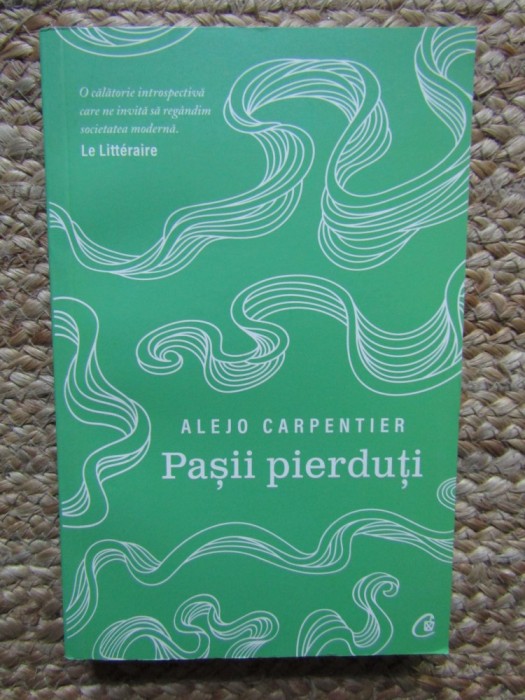 O călătorie introspectivă
care ne invită să regândim
societatea modernă.
Le Littéraire
ALEJO CARPENTIER
Pașii pierduți